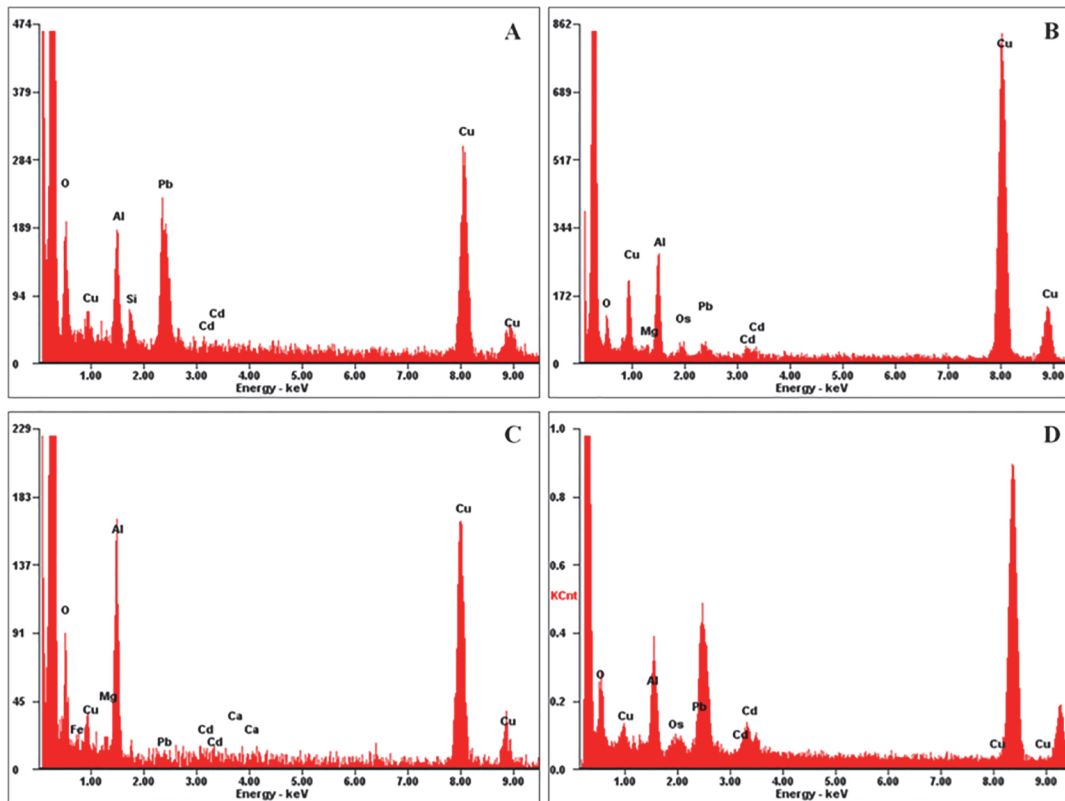 A
474
379
284
189
94
0
O
Cu
Al
Si
Pb
Cd
Cd
Cu
Cu
1.00 2.00 3.00 4.00 5.00 6.00 7.00 8.00 9.00
Energy - keV
B
862
689
517
344
172
0
O
Cu
Mg
Al
Os
Pb
Cd
Cd
Cu
Cu
1.00 2.00 3.00 4.00 5.00 6.00 7.00 8.00 9.00
Energy - keV
C
229
183
137
91
45
0
O
Fe
Cu
Mg
Al
Pb
Cd
Cd
Ca
Ca
Cu
Cu
1.00 2.00 3.00 4.00 5.00 6.00 7.00 8.00 9.00
Energy - keV
D
1.0
0.8
0.6
KCnt
0.4
0.2
0.0
O
Cu
Al
Os
Pb
Cd
Cd
Cu
Cu
1.00 2.00 3.00 4.00 5.00 6.00 7.00 8.00 9.00
Energy - keV